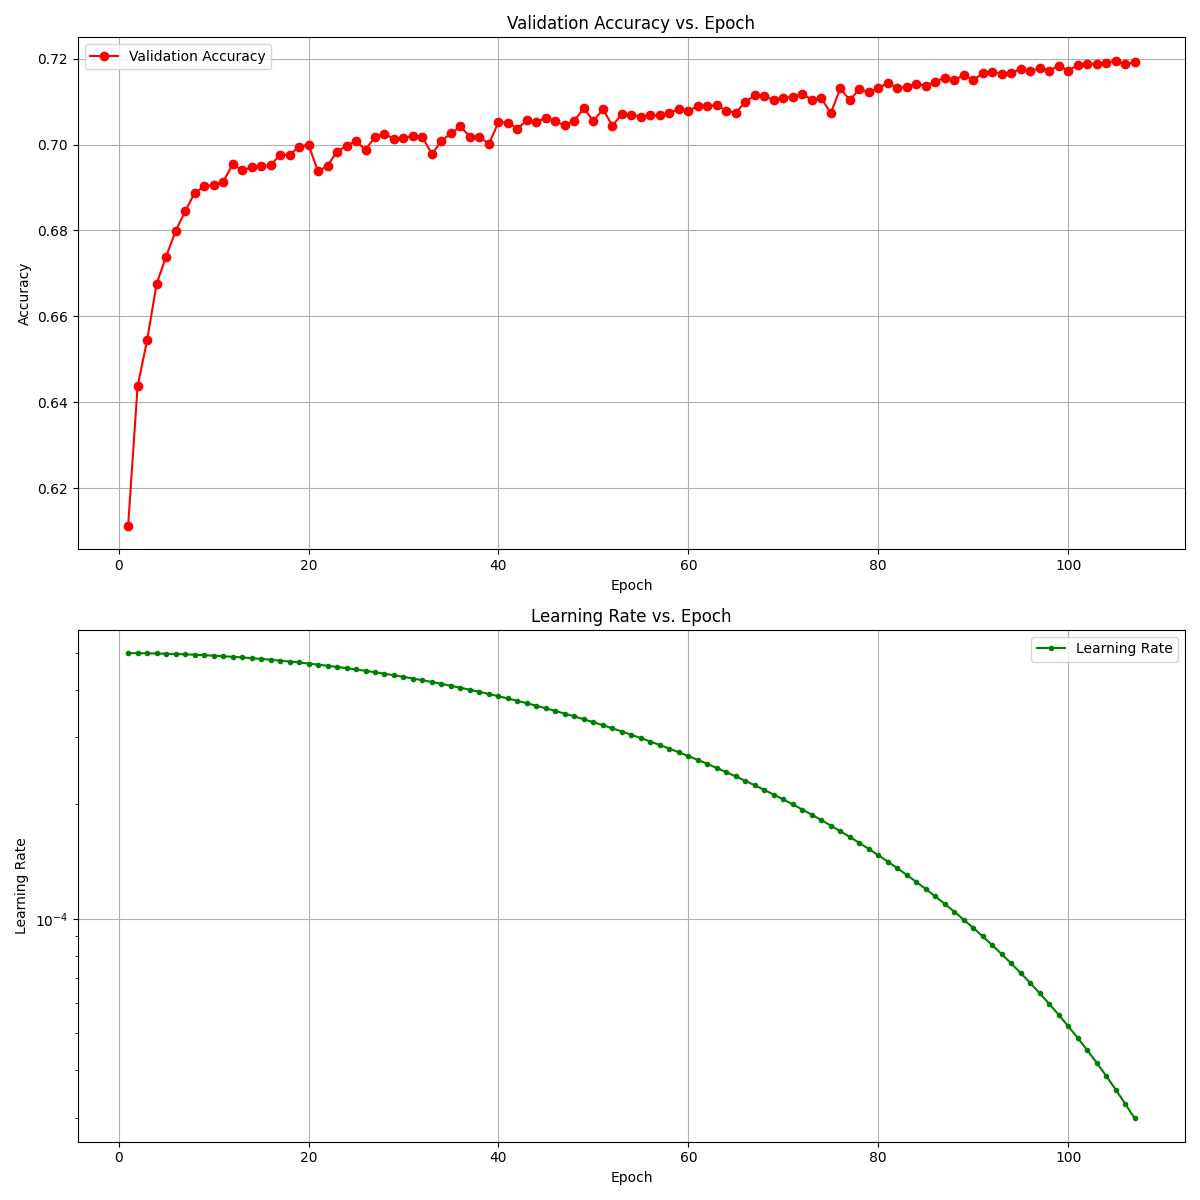 Validation Accuracy vs. Epoch
Validation Accuracy
0.72
0.70
0.68
0.66
0.64
0.62
Accuracy
0 20 40 60 80 100
Epoch
Learning Rate vs. Epoch
Learning Rate
10⁻⁴
Learning Rate
0 20 40 60 80 100
Epoch